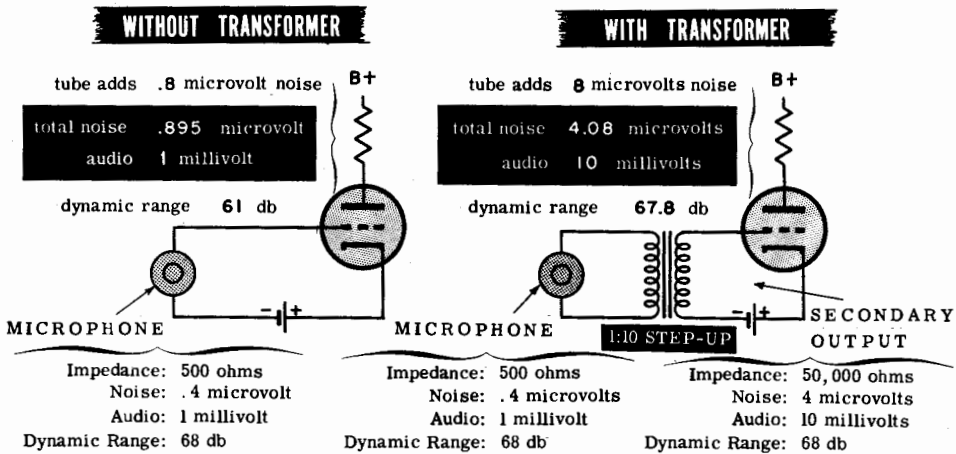 WITHOUT TRANSFORMER
tube adds .8 microvolt noise
B+
total noise .895 microvolt
audio 1 millivolt
dynamic range 61 db
- +
MICROPHONE
Impedance: 500 ohms
Noise: .4 microvolt
Audio: 1 millivolt
Dynamic Range: 68 db
WITH TRANSFORMER
tube adds 8 microvolts noise
B+
total noise 4.08 microvolts
audio 10 millivolts
dynamic range 67.8 db
- +
MICROPHONE
1:10 STEP-UP
SECONDARY
OUTPUT
Impedance: 500 ohms
Noise: .4 microvolts
Audio: 1 millivolt
Dynamic Range: 68 db
Impedance: 50,000 ohms
Noise: 4 microvolts
Audio: 10 millivolts
Dynamic Range: 68 db